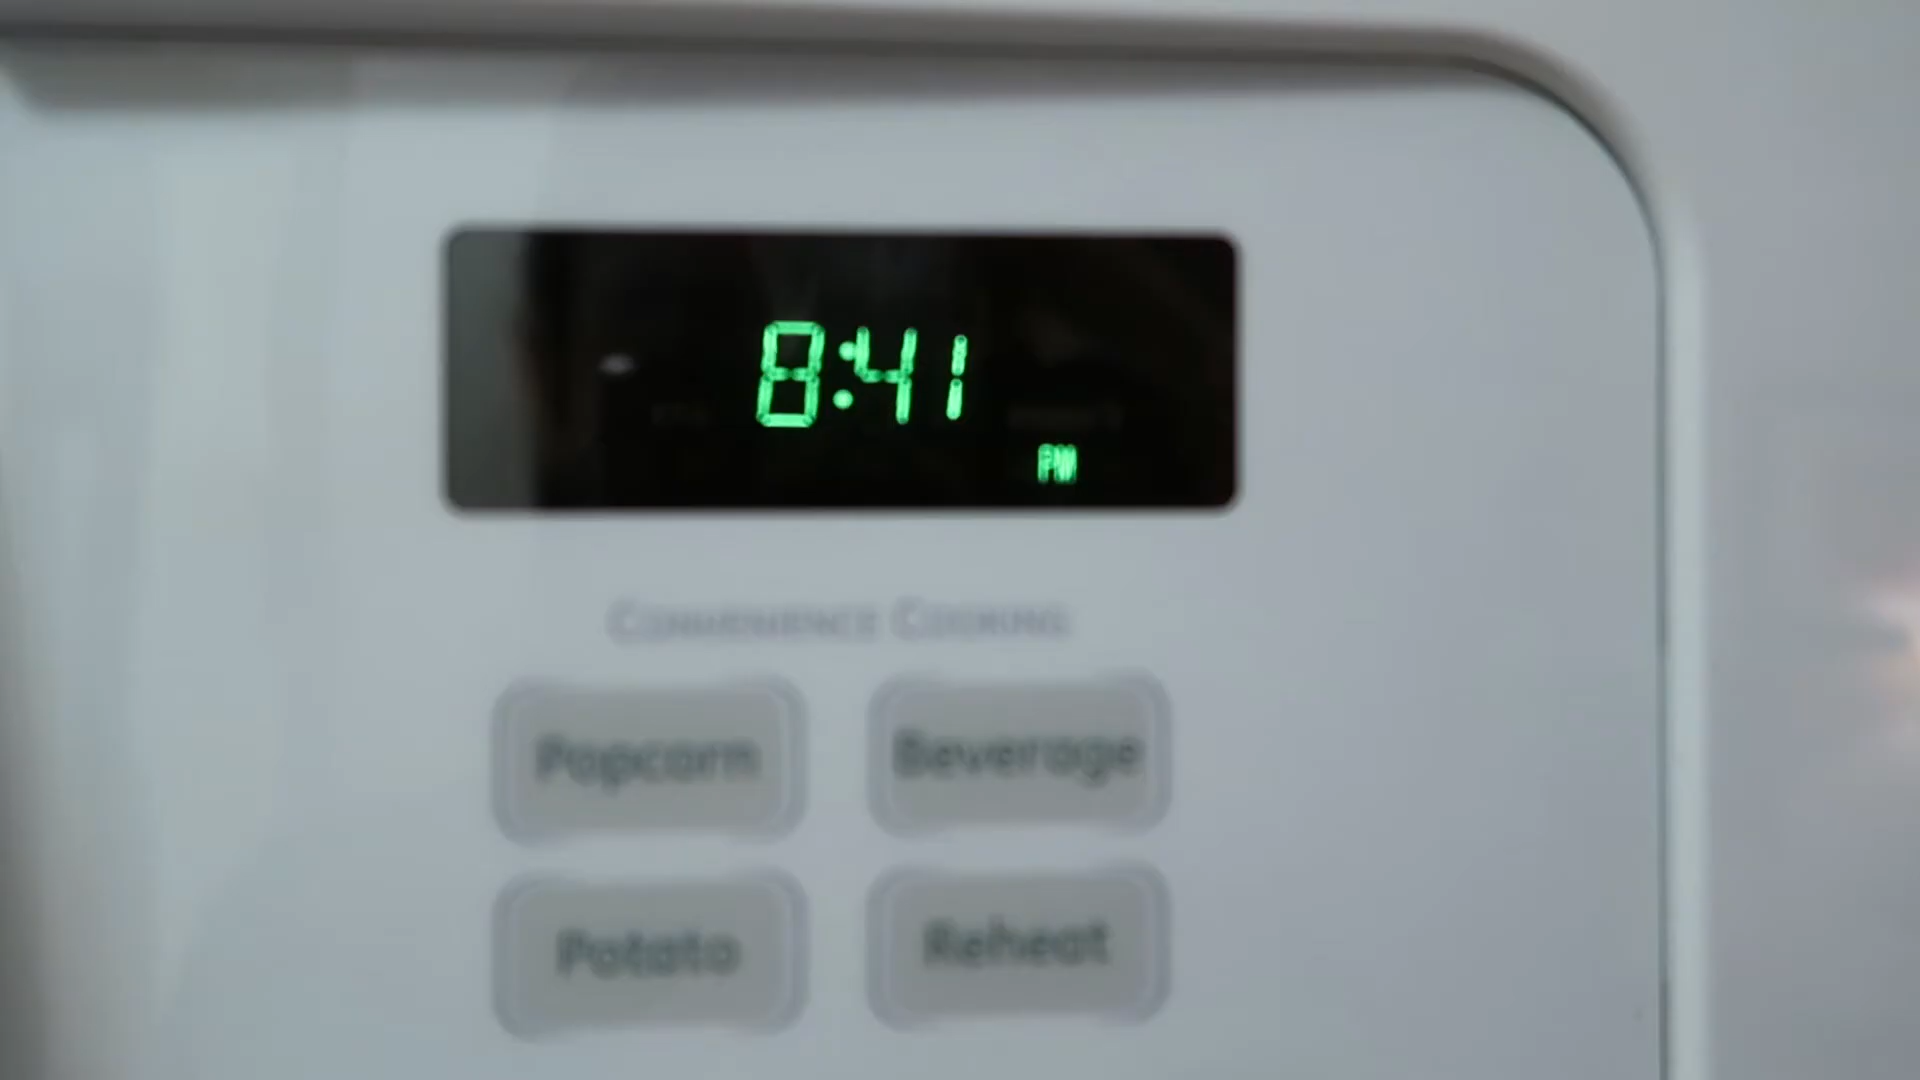 8:41
PM
CONVENIENCE COOKING
Popcorn Beverage
Potato Reheat